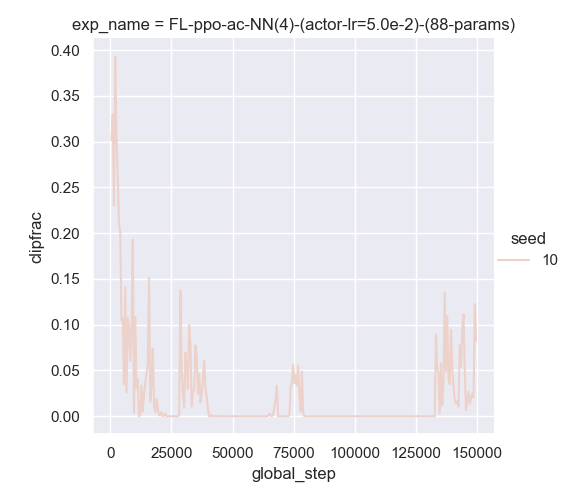 exp_name = FL-ppo-ac-NN(4)-(actor-lr=5.0e-2)-(88-params)
0.40
0.35
0.30
0.25
0.20
0.15
0.10
0.05
0.00
clipfrac
0 25000 50000 75000 100000 125000 150000
global_step
seed
10